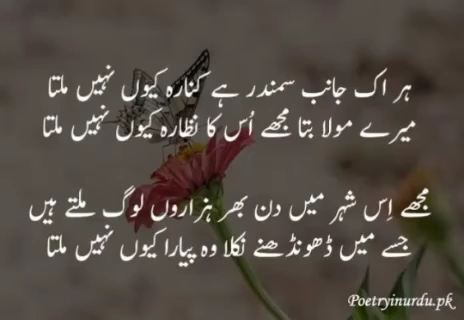 ہر اک جانب سمندر ہے کنارہ کیوں نہیں ملتا
میرے مولا بتا مجھے اُس کا نظارہ کیوں نہیں ملتا
مجھے اِس شہر میں دن بھر ہزاروں لوگ ملتے ہیں
جسے میں ڈھونڈھنے نکلا وہ پیارا کیوں نہیں ملتا
Poetryinurdu.pk